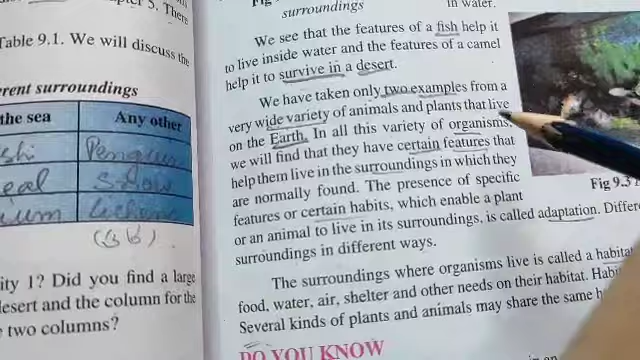 apter 5. There
Table 9.1. We will discuss the
erent surroundings
the sea
Any other
eal
(36)
ity 1? Did you find a large
desert and the column for the
two columns?
Fig
surroundings
in water.
We see that the features of a fish help it
to live inside water and the features of a camel
help it to survive in a desert.
We have taken only two examples from a
very wide variety of animals and plants that live
on the Earth. In all this variety of organisms,
we will find that they have certain features that
help them live in the surroundings in which they
are normally found. The presence of specific
features or certain habits, which enable a plant
or an animal to live in its surroundings, is called adaptation. Differe
surroundings in different ways.
The surroundings where organisms live is called a habita
food, water, air, shelter and other needs on their habitat. Habi
Several kinds of plants and animals may share the same h
DO YOU KNOW
Fig 9.3